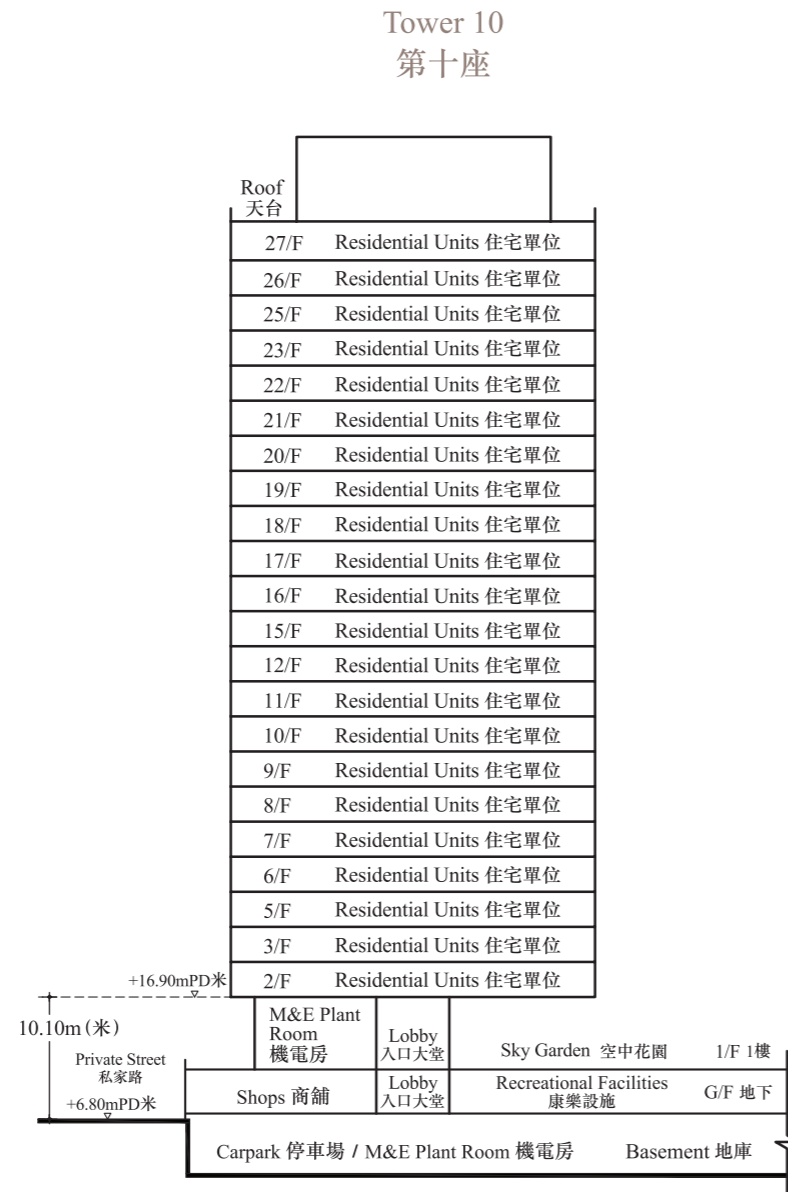 Tower 10
第十座
Roof
天台
27/F Residential Units 住宅單位
26/F Residential Units 住宅單位
25/F Residential Units 住宅單位
23/F Residential Units 住宅單位
22/F Residential Units 住宅單位
21/F Residential Units 住宅單位
20/F Residential Units 住宅單位
19/F Residential Units 住宅單位
18/F Residential Units 住宅單位
17/F Residential Units 住宅單位
16/F Residential Units 住宅單位
15/F Residential Units 住宅單位
12/F Residential Units 住宅單位
11/F Residential Units 住宅單位
10/F Residential Units 住宅單位
9/F Residential Units 住宅單位
8/F Residential Units 住宅單位
7/F Residential Units 住宅單位
6/F Residential Units 住宅單位
5/F Residential Units 住宅單位
3/F Residential Units 住宅單位
+16.90mPD米 2/F Residential Units 住宅單位
10.10m(米)
M&E Plant
Room
機電房
Lobby
入口大堂
Sky Garden 空中花園 1/F 1樓
Private Street
私家路
+6.80mPD米
Shops 商舖
Lobby
入口大堂
Recreational Facilities
康樂設施
G/F 地下
Carpark 停車場 / M&E Plant Room 機電房 Basement 地庫